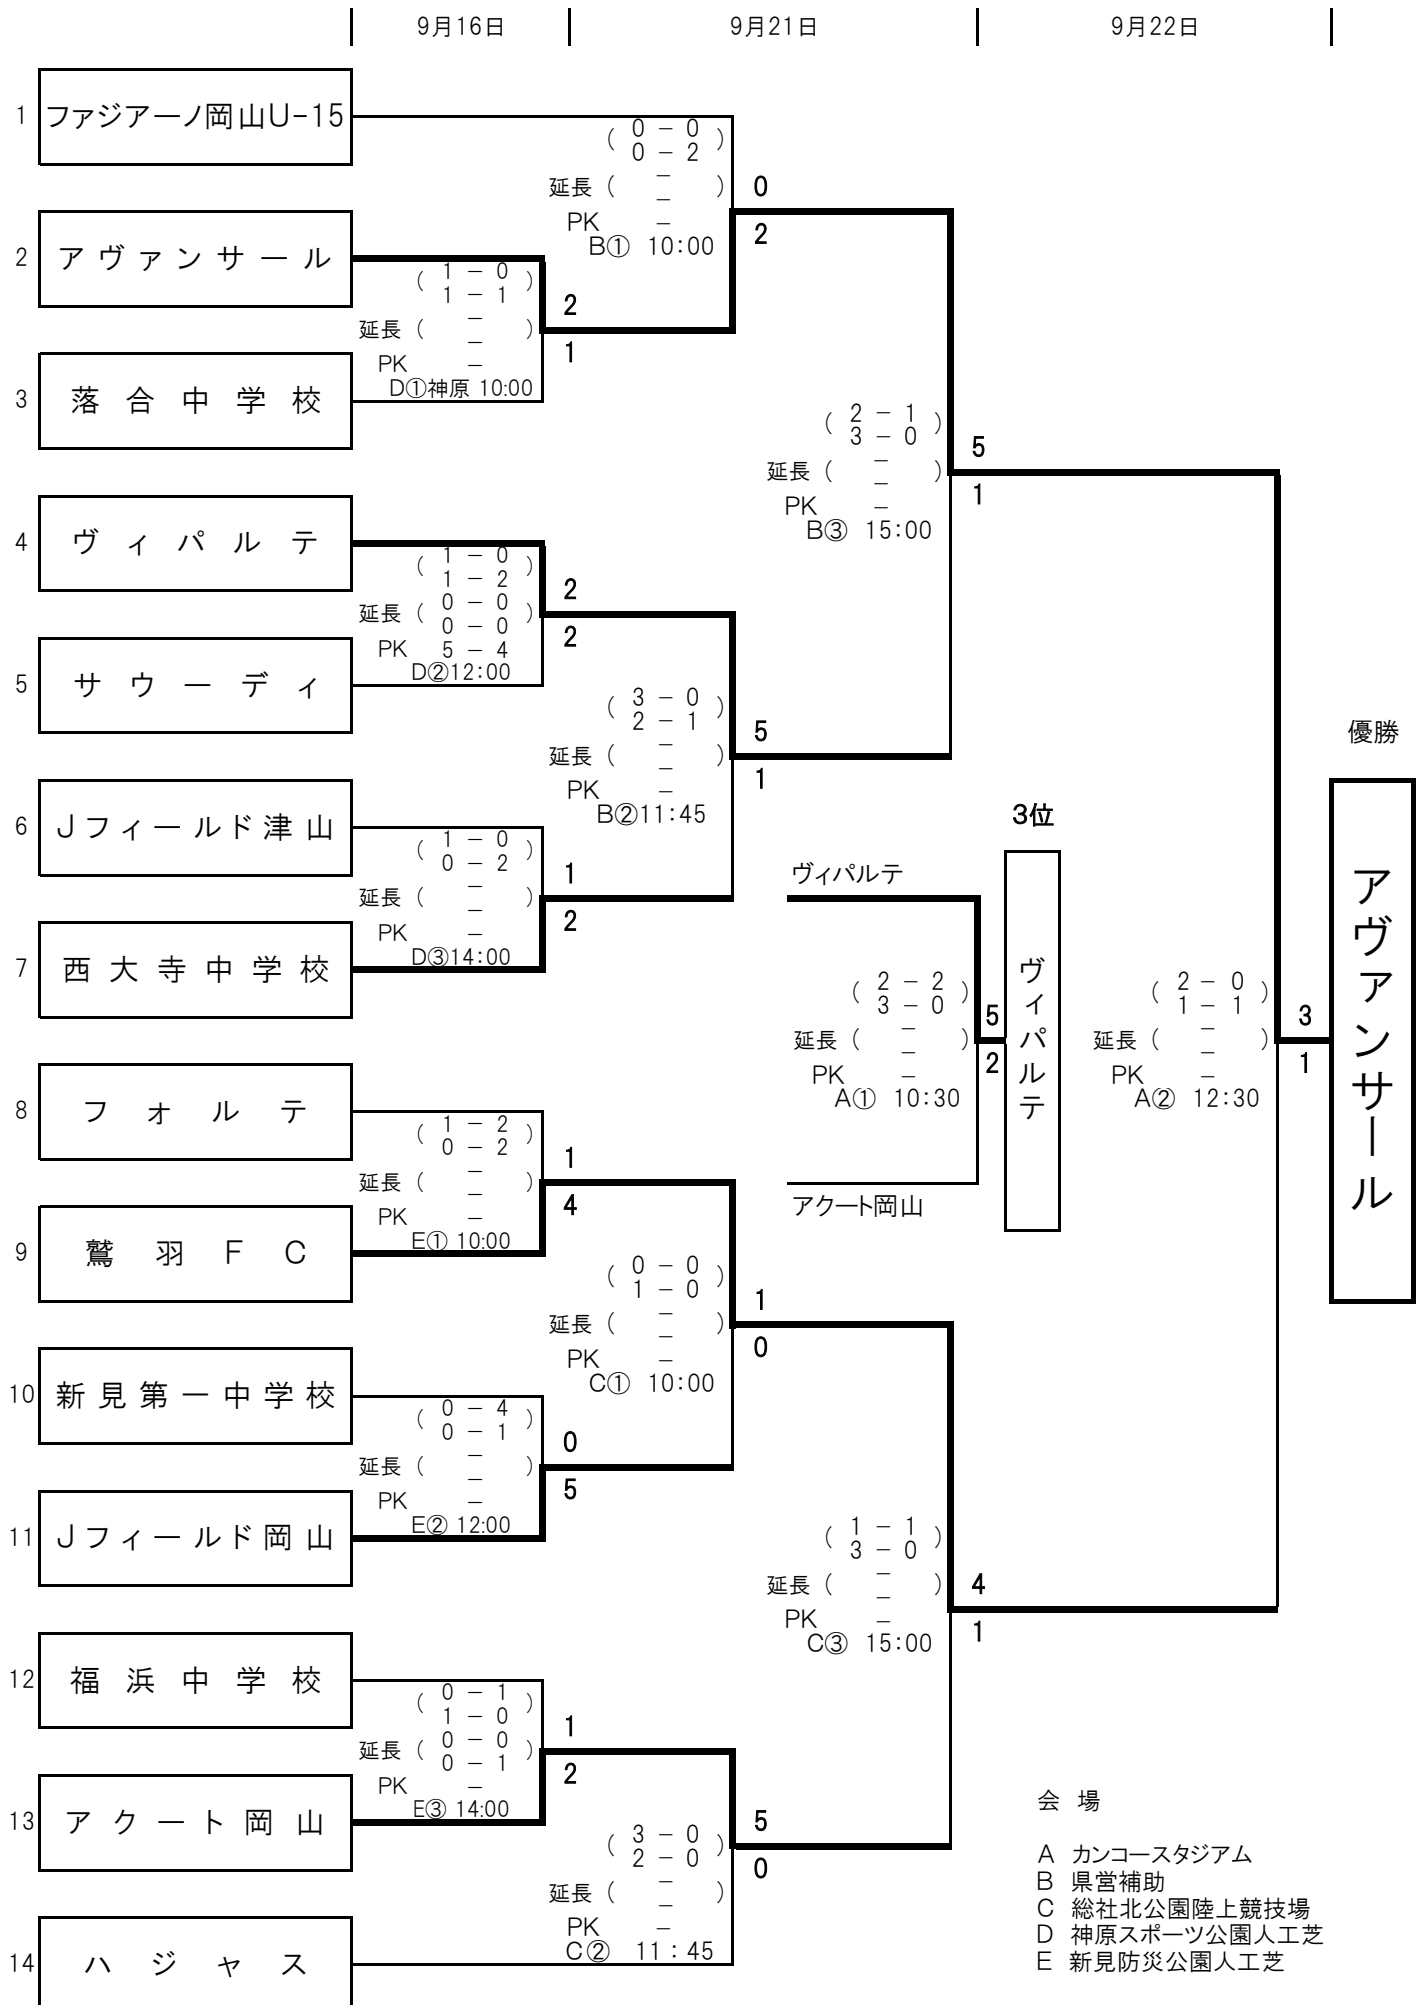 9月16日 9月21日 9月22日
1 ファジアーノ岡山U-15
( 0 - 0
0 - 2 )
延長 ( -
- )
PK -
B① 10:00
0
2
2 アヴァンサール
( 1 - 0
1 - 1 )
延長 ( -
- )
PK -
D①神原 10:00
2
1
3 落合中学校
( 2 - 1
3 - 0 )
延長 ( -
- )
PK -
B③ 15:00
5
1
4 ヴィパルテ
( 1 - 0
1 - 2 )
延長 ( 0 - 0
0 - 0 )
PK 5 - 4
D②12:00
2
2
5 サウーディ
( 3 - 0
2 - 1 )
延長 ( -
- )
PK -
B②11:45
5
1
6 Jフィールド津山
( 1 - 0
0 - 2 )
延長 ( -
- )
PK -
D③14:00
1
2
7 西大寺中学校
3位
ヴィパルテ
( 2 - 2
3 - 0 )
延長 ( -
- )
PK -
A① 10:30
5
2
アクート岡山
ヴィパルテ
( 2 - 0
1 - 1 )
延長 ( -
- )
PK -
A② 12:30
3
1
優勝
アヴァンサール
8 フォルテ
( 1 - 2
0 - 2 )
延長 ( -
- )
PK -
E① 10:00
1
4
9 鷲羽FC
( 0 - 0
1 - 0 )
延長 ( -
- )
PK -
C① 10:00
1
0
10 新見第一中学校
( 0 - 4
0 - 1 )
延長 ( -
- )
PK -
E② 12:00
0
5
11 Jフィールド岡山
( 1 - 1
3 - 0 )
延長 ( -
- )
PK -
C③ 15:00
4
1
12 福浜中学校
( 0 - 1
1 - 0 )
延長 ( 0 - 0
0 - 1 )
PK -
E③ 14:00
1
2
13 アクート岡山
( 3 - 0
2 - 0 )
延長 ( -
- )
PK -
C② 11:45
5
0
14 ハジャス
会 場
A カンコースタジアム
B 県営補助
C 総社北公園陸上競技場
D 神原スポーツ公園人工芝
E 新見防災公園人工芝